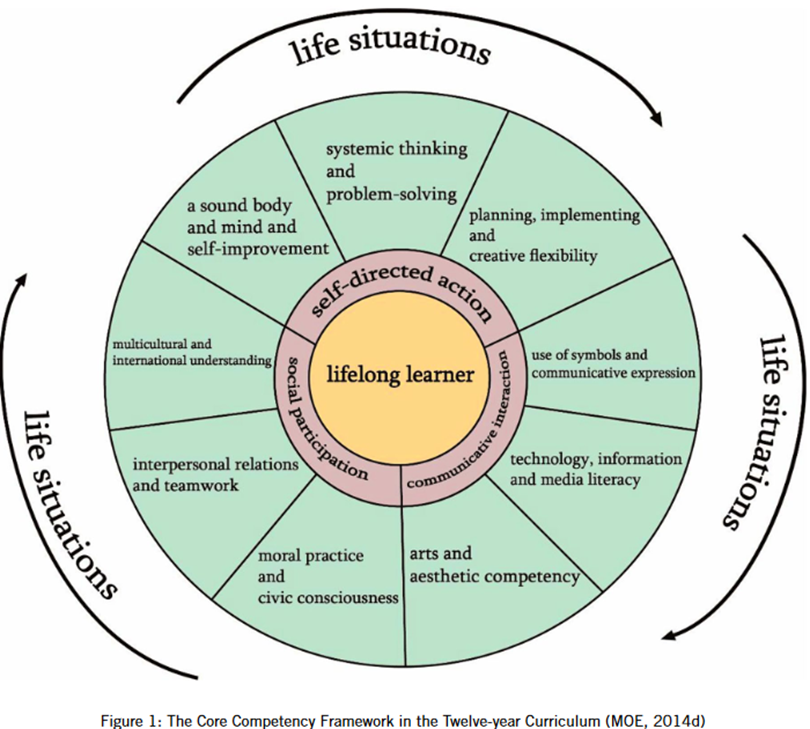 life situations
systemic thinking
and
problem-solving
planning, implementing
and
creative flexibility
a sound body
and mind and
self-improvement
self-directed action
multicultural and
international understanding
social participation
lifelong learner
communicative interaction
use of symbols and
communicative expression
life situations
life situations
interpersonal relations
and teamwork
technology, information
and media literacy
moral practice
and
civic consciousness
arts and
aesthetic competency
Figure 1: The Core Competency Framework in the Twelve-year Curriculum (MOE, 2014d)